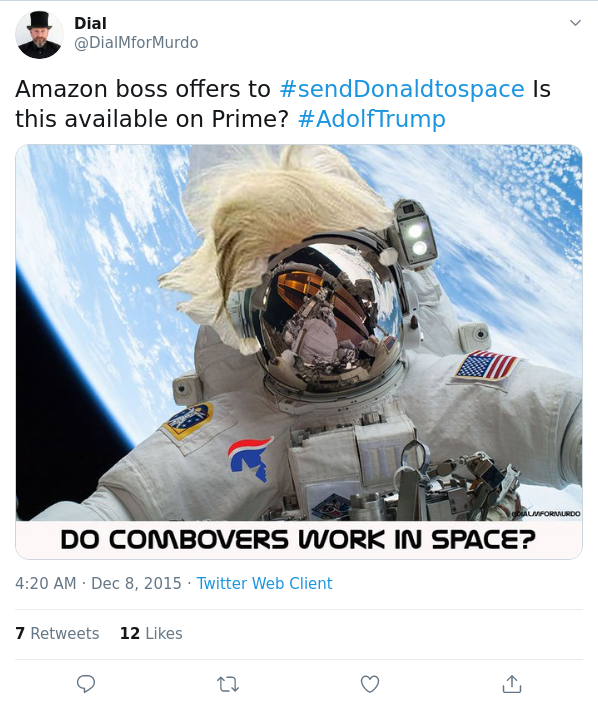 Dial
@DialMforMurdo
Amazon boss offers to #sendDonaldtospace Is
this available on Prime? #AdolfTrump
@DIALMFORMURDO
DO COMBOVERS WORK IN SPACE?
4:20 AM · Dec 8, 2015 · Twitter Web Client
7 Retweets 12 Likes